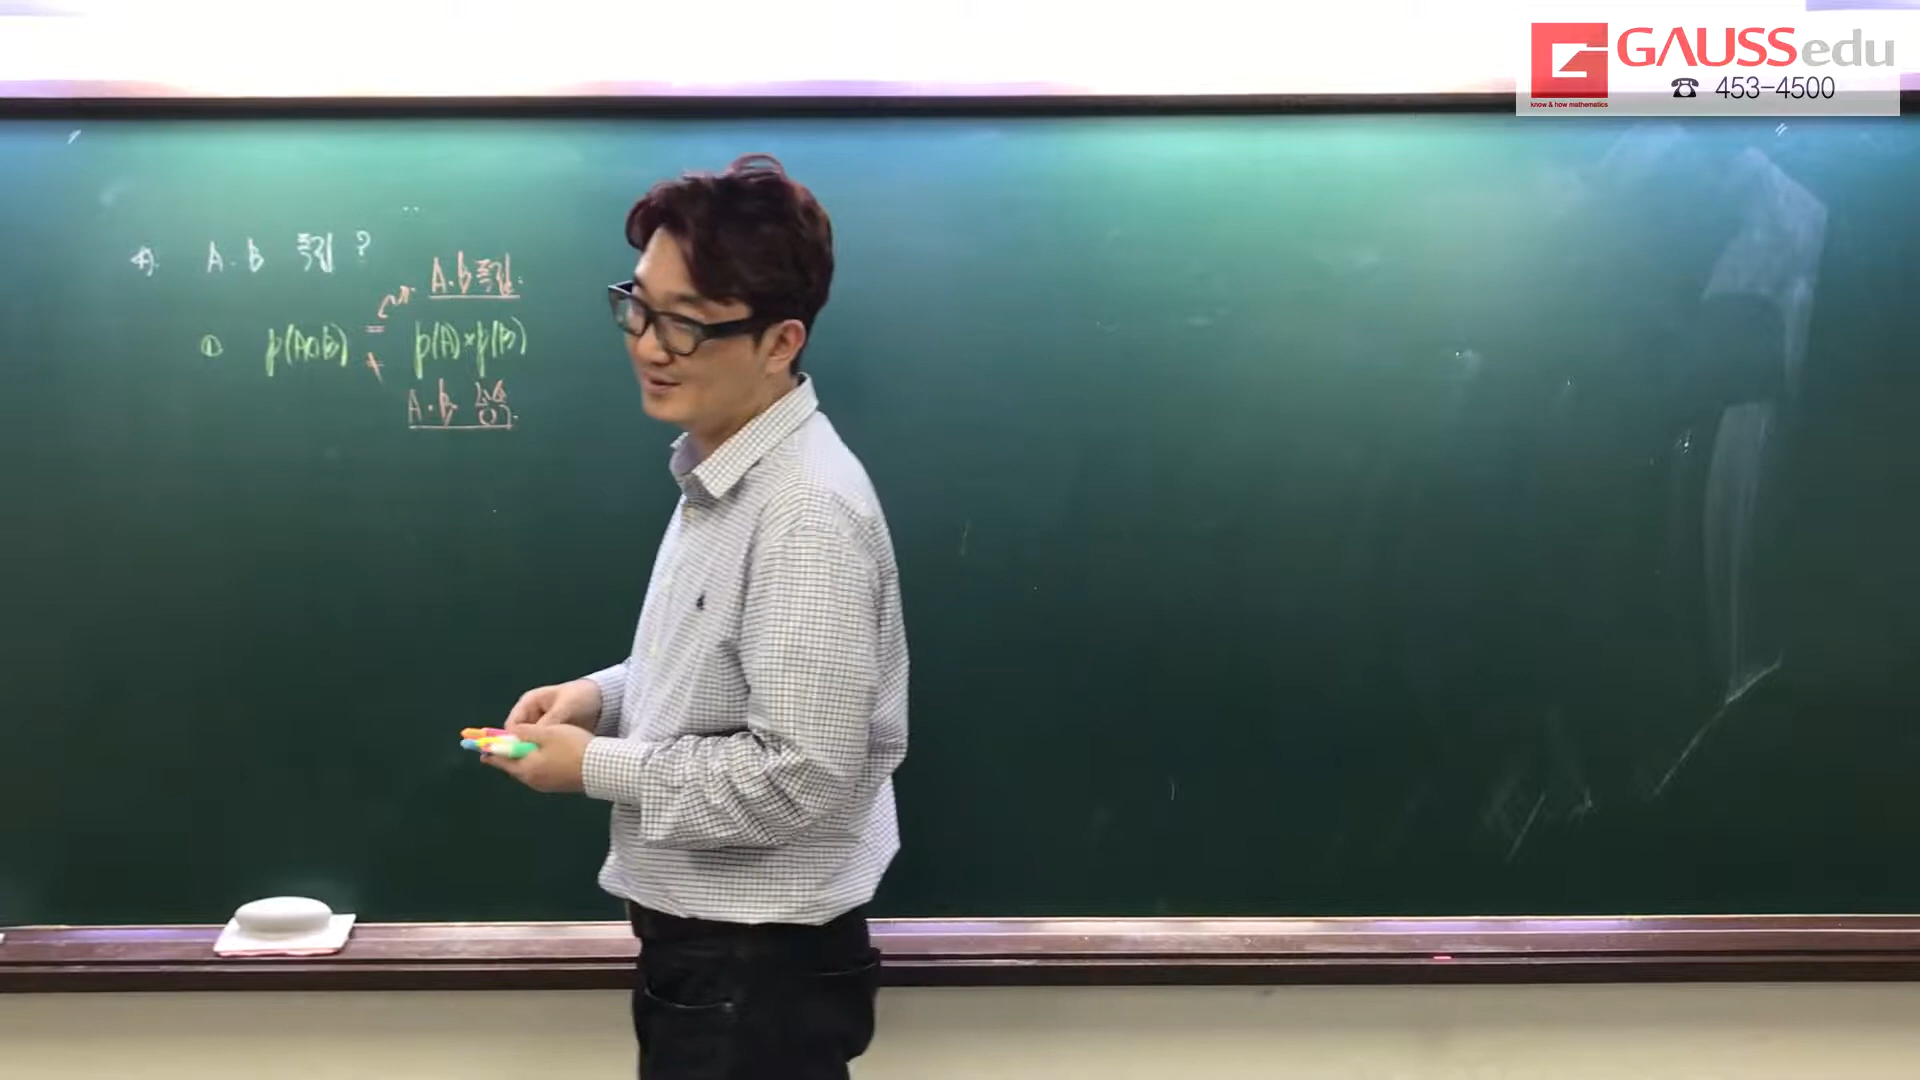 GAUSSedu
know & how mathematics
☎ 453-4500
A . B 독립 ?
A . B 독립.
① p(A∩B) = p(A)×p(B)
≠
A . B 종속.